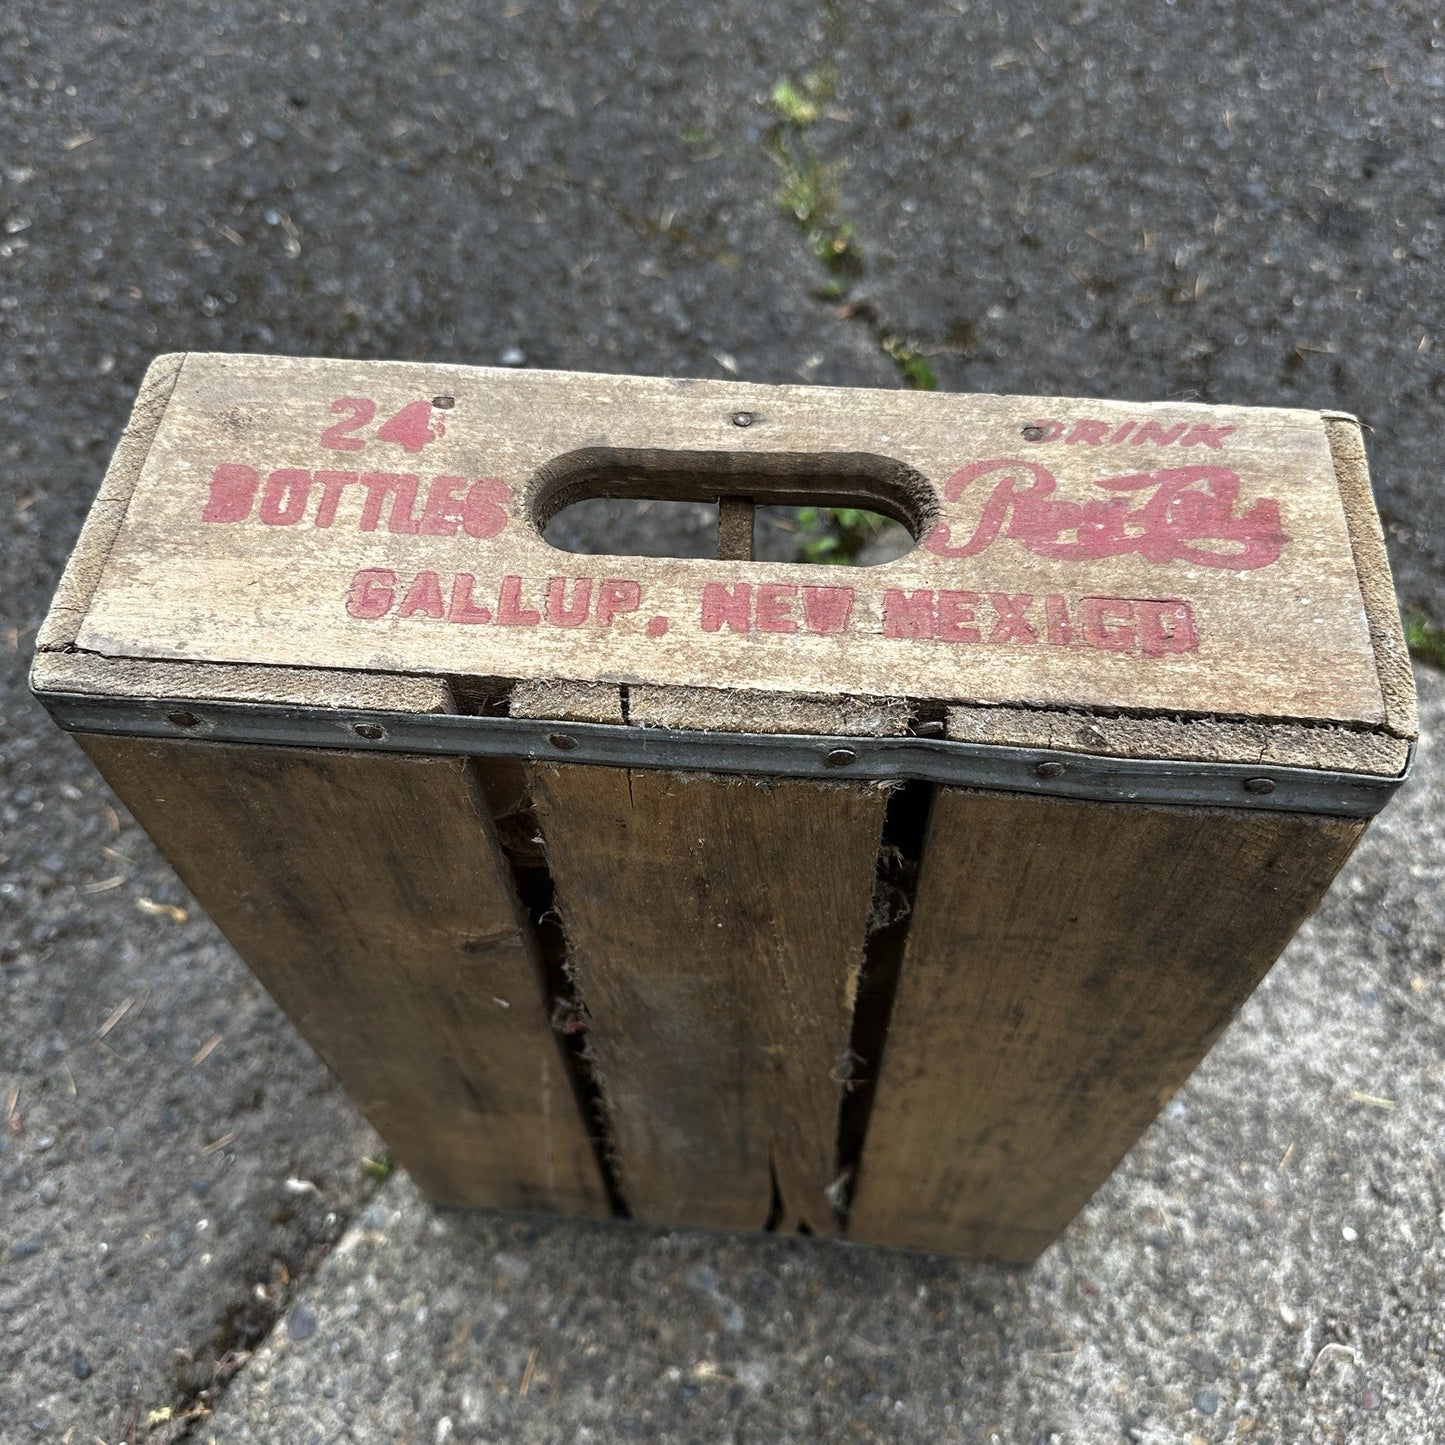 24
BOTTLES
DRINK
Pepsi-Cola
GALLUP, NEW MEXICO